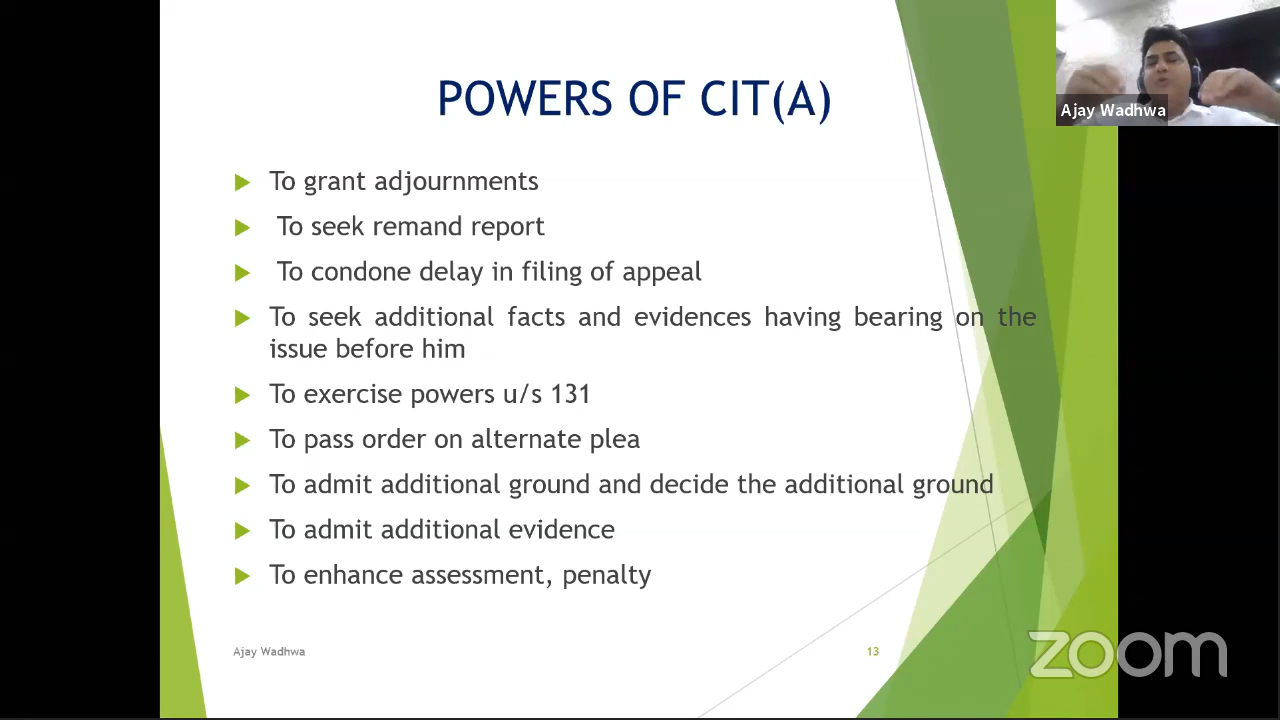 POWERS OF CIT(A)
Ajay Wadhwa
To grant adjournments
To seek remand report
To condone delay in filing of appeal
To seek additional facts and evidences having bearing on the
issue before him
To exercise powers u/s 131
To pass order on alternate plea
To admit additional ground and decide the additional ground
To admit additional evidence
To enhance assessment, penalty
Ajay Wadhwa
13
zoom